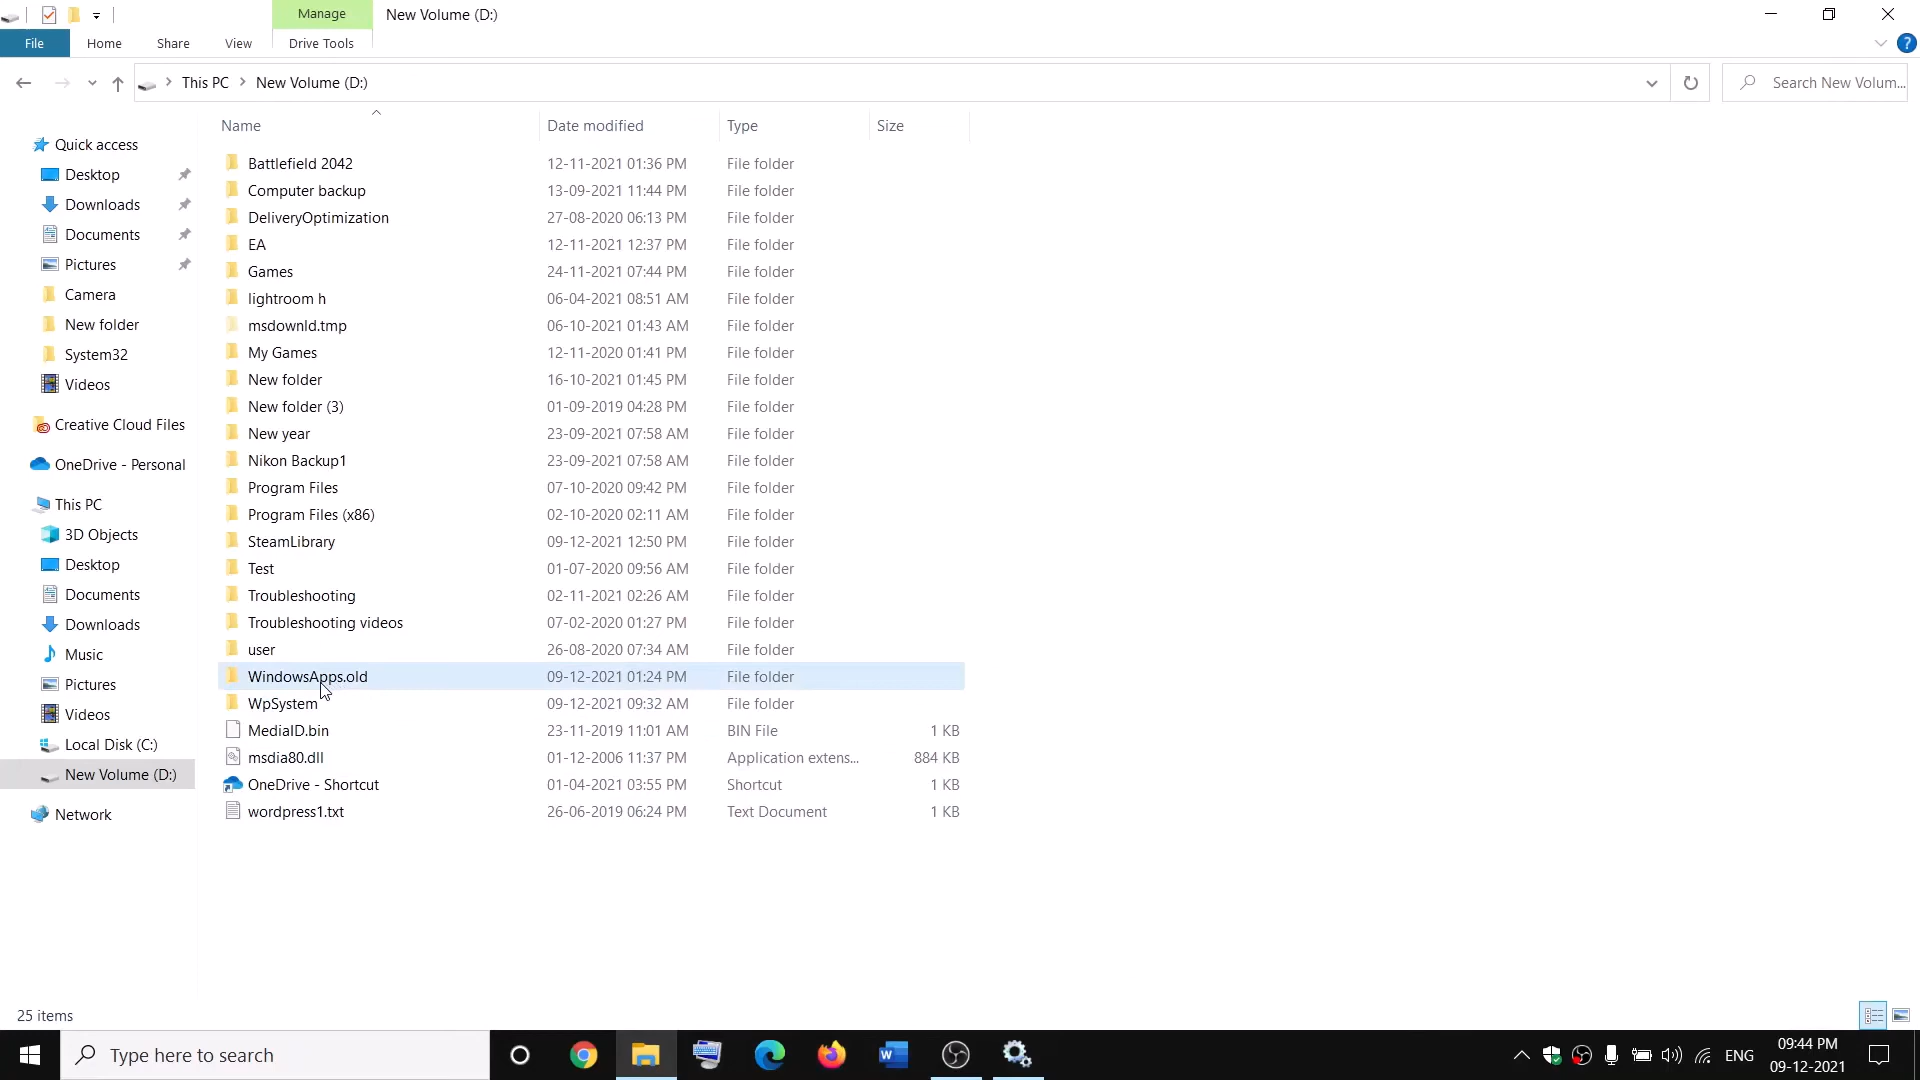 Manage
New Volume (D:)
File
Home
Share
View
Drive Tools
?
This PC
New Volume (D:)
Search New Volum...
Name
Date modified
Type
Size
Quick access
Desktop
Downloads
Documents
Pictures
Camera
New folder
System32
Videos
Creative Cloud Files
OneDrive - Personal
This PC
3D Objects
Desktop
Documents
Downloads
Music
Pictures
Videos
Local Disk (C:)
New Volume (D:)
Network
Battlefield 2042 12-11-2021 01:36 PM File folder
Computer backup 13-09-2021 11:44 PM File folder
DeliveryOptimization 27-08-2020 06:13 PM File folder
EA 12-11-2021 12:37 PM File folder
Games 24-11-2021 07:44 PM File folder
lightroom h 06-04-2021 08:51 AM File folder
msdownld.tmp 06-10-2021 01:43 AM File folder
My Games 12-11-2020 01:41 PM File folder
New folder 16-10-2021 01:45 PM File folder
New folder (3) 01-09-2019 04:28 PM File folder
New year 23-09-2021 07:58 AM File folder
Nikon Backup1 23-09-2021 07:58 AM File folder
Program Files 07-10-2020 09:42 PM File folder
Program Files (x86) 02-10-2020 02:11 AM File folder
SteamLibrary 09-12-2021 12:50 PM File folder
Test 01-07-2020 09:56 AM File folder
Troubleshooting 02-11-2021 02:26 AM File folder
Troubleshooting videos 07-02-2020 01:27 PM File folder
user 26-08-2020 07:34 AM File folder
WindowsApps.old 09-12-2021 01:24 PM File folder
WpSystem 09-12-2021 09:32 AM File folder
MediaID.bin 23-11-2019 11:01 AM BIN File 1 KB
msdia80.dll 01-12-2006 11:37 PM Application extens... 884 KB
OneDrive - Shortcut 01-04-2021 03:55 PM Shortcut 1 KB
wordpress1.txt 26-06-2019 06:24 PM Text Document 1 KB
25 items
Type here to search
W
ENG
09:44 PM
09-12-2021